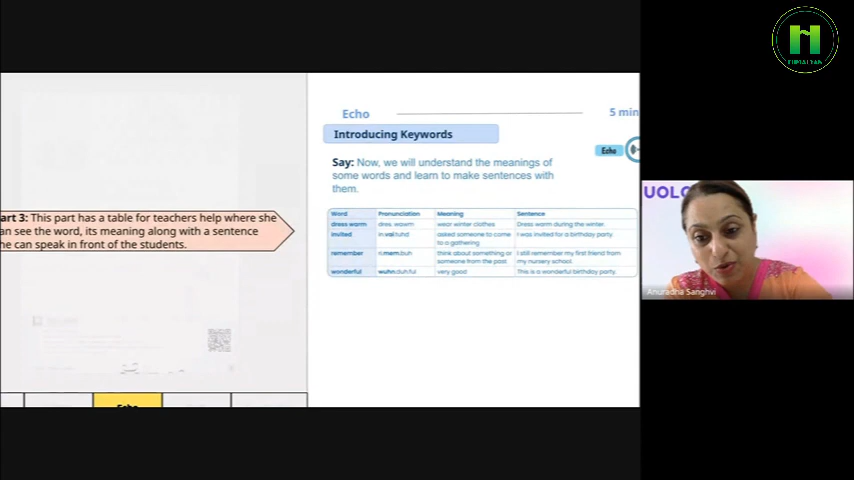 art 3: This part has a table for teachers help where she
an see the word, its meaning along with a sentence
he can speak in front of the students.
Echo
Echo
5 min
Introducing Keywords
Echo
Say: Now, we will understand the meanings of
some words and learn to make sentences with
them.
Word Pronunciation Meaning Sentence
dress warm dres. wawm wear winter clothes Dress warm during the winter.
invited in.vai.tuhd asked someone to come to a gathering I was invited for a birthday party.
remember ri.mem.buh think about something or someone from the past I still remember my first friend from my nursery school.
wonderful wuhn.duh.ful very good This is a wonderful birthday party.
UOLO
Anuradha Sanghvi